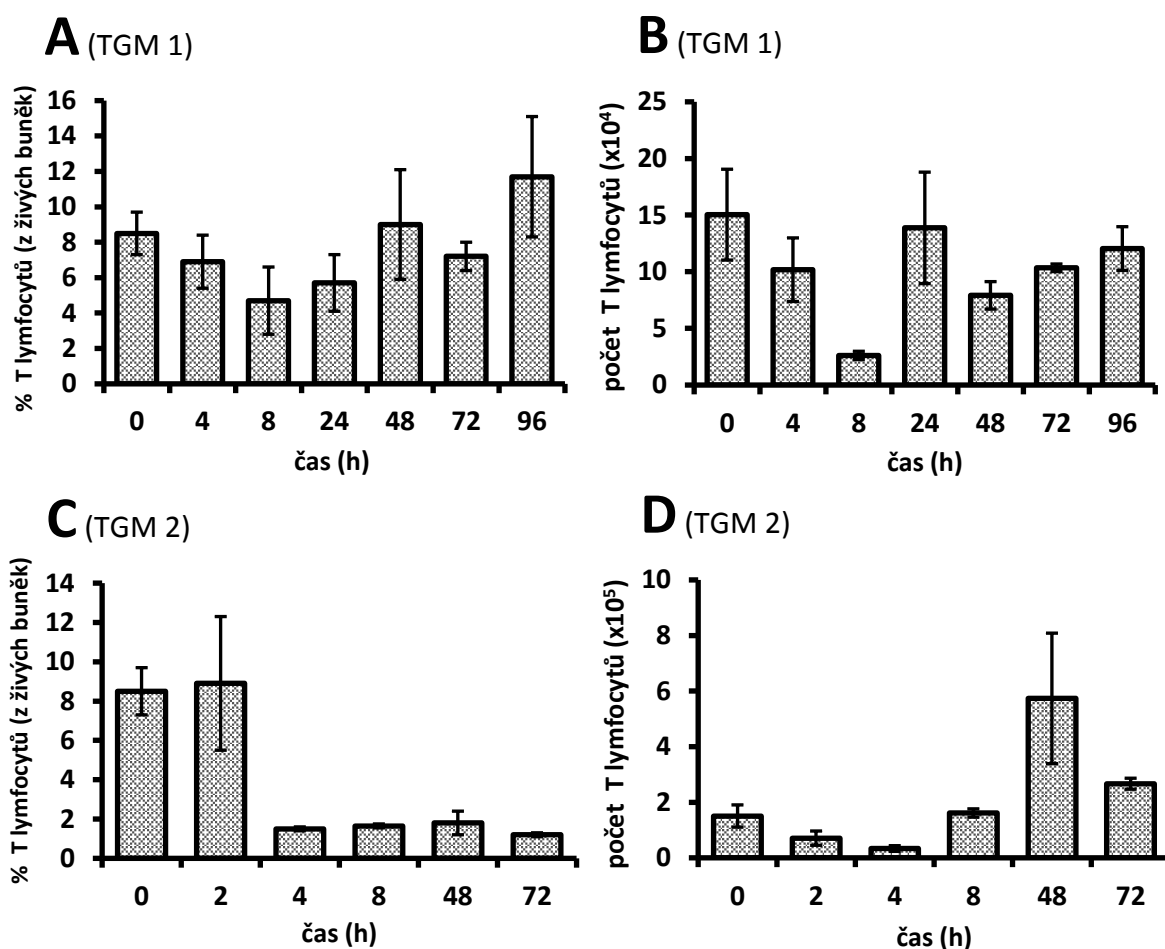 A (TGM 1)
% T lymfocytů (z živých buněk)
16
14
12
10
8
6
4
2
0
0 4 8 24 48 72 96
čas (h)
B (TGM 1)
počet T lymfocytů (x10⁴)
25
20
15
10
5
0
0 4 8 24 48 72 96
čas (h)
C (TGM 2)
% T lymfocytů (z živých buněk)
14
12
10
8
6
4
2
0
0 2 4 8 48 72
čas (h)
D (TGM 2)
počet T lymfocytů (x10⁵)
10
8
6
4
2
0
0 2 4 8 48 72
čas (h)